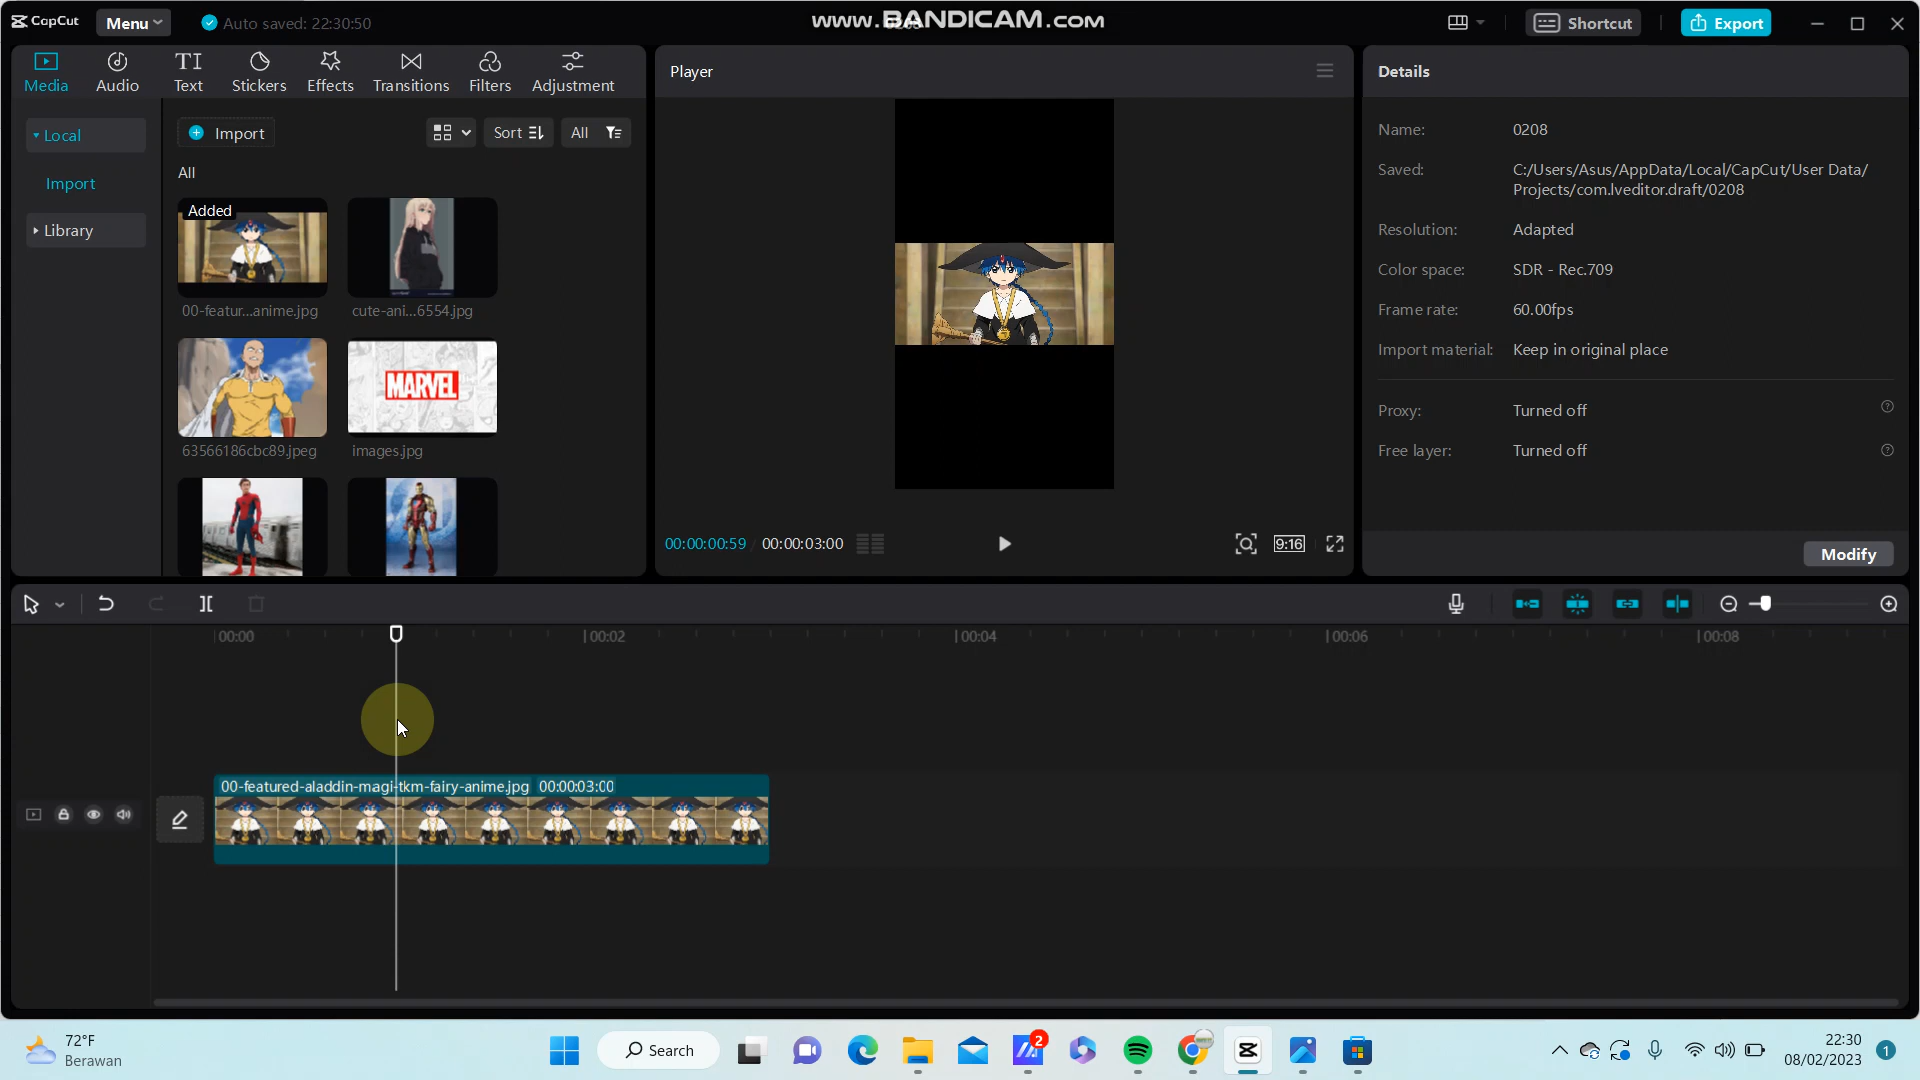 CapCut
Menu
Auto saved: 22:30:50
www.BANDICAM.COM
Shortcut
Export
Media
Audio
Text
Stickers
Effects
Transitions
Filters
Adjustment
Player
Details
Local
Import
Library
Import
Sort
All
All
Added
00-featur...anime.jpg
cute-ani...6554.jpg
63566186cbc89.jpeg
MARVEL
images.jpg
Name: 0208
Saved: C:/Users/Asus/AppData/Local/CapCut/User Data/
Projects/com.lveditor.draft/0208
Resolution: Adapted
Color space: SDR - Rec.709
Frame rate: 60.00fps
Import material: Keep in original place
Proxy: Turned off
Free layer: Turned off
Modify
00:00:00:59 / 00:00:03:00
9:16
00:00
00:02
00:04
00:06
00:08
00-featured-aladdin-magi-tkm-fairy-anime.jpg 00:00:03:00
72°F
Berawan
Search
2
22:30
08/02/2023
1